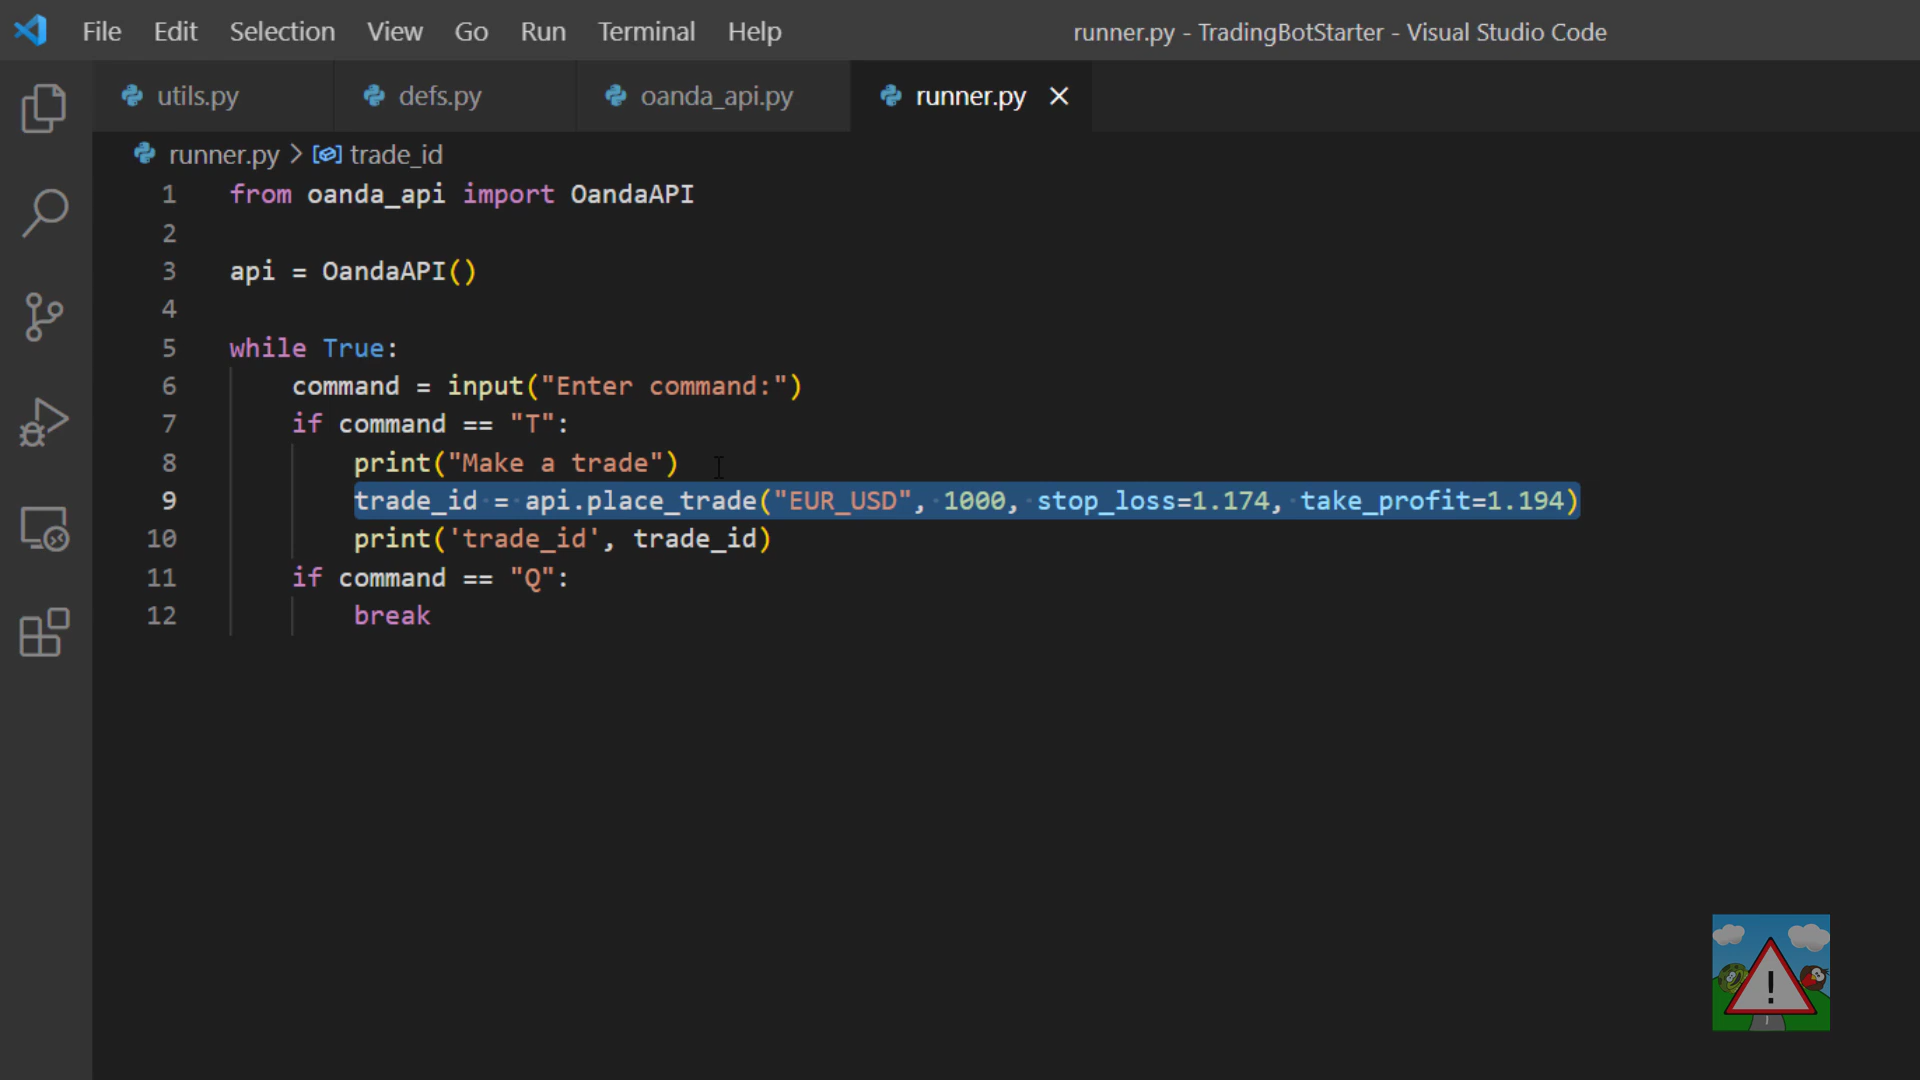 File Edit Selection View Go Run Terminal Help runner.py - TradingBotStarter - Visual Studio Code
utils.py defs.py oanda_api.py runner.py
runner.py > trade_id
1 from oanda_api import OandaAPI
2
3 api = OandaAPI()
4
5 while True:
6 command = input("Enter command:")
7 if command == "T":
8 print("Make a trade")
9 trade_id = api.place_trade("EUR_USD", 1000, stop_loss=1.174, take_profit=1.194)
10 print('trade_id', trade_id)
11 if command == "Q":
12 break
!